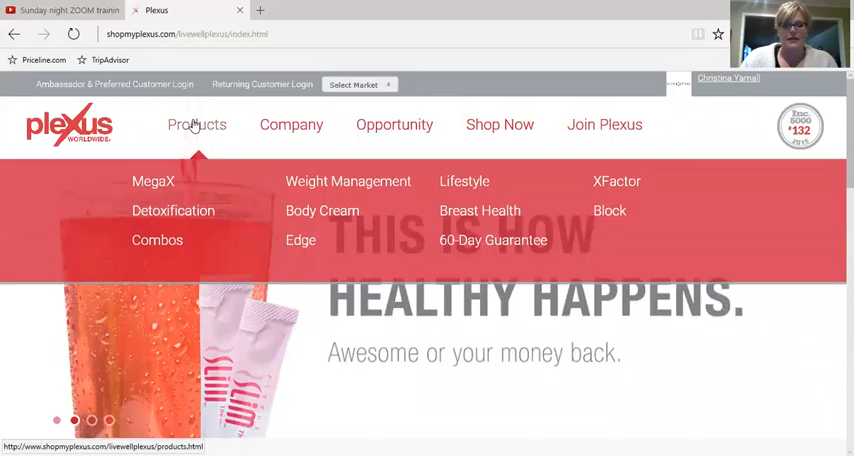 Sunday night ZOOM trainin
Plexus
shopmyplexus.com/livewellplexus/index.html
Priceline.com
TripAdvisor
Ambassador & Preferred Customer Login
Returning Customer Login
Select Market
Christina Yarnall
plexus
WORLDWIDE
Products
Company
Opportunity
Shop Now
Join Plexus
Inc.
5000
#132
2015
MegaX
Weight Management
Lifestyle
XFactor
Detoxification
Body Cream
Breast Health
Block
Combos
Edge
60-Day Guarantee
THIS IS HOW
HEALTHY HAPPENS.
Awesome or your money back.
SLIM
SLIM
http://www.shopmyplexus.com/livewellplexus/products.html